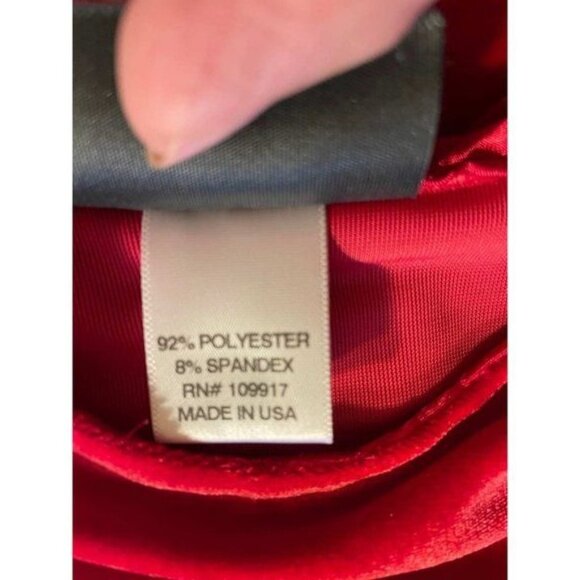 92% POLYESTER
8% SPANDEX
RN# 109917
MADE IN USA